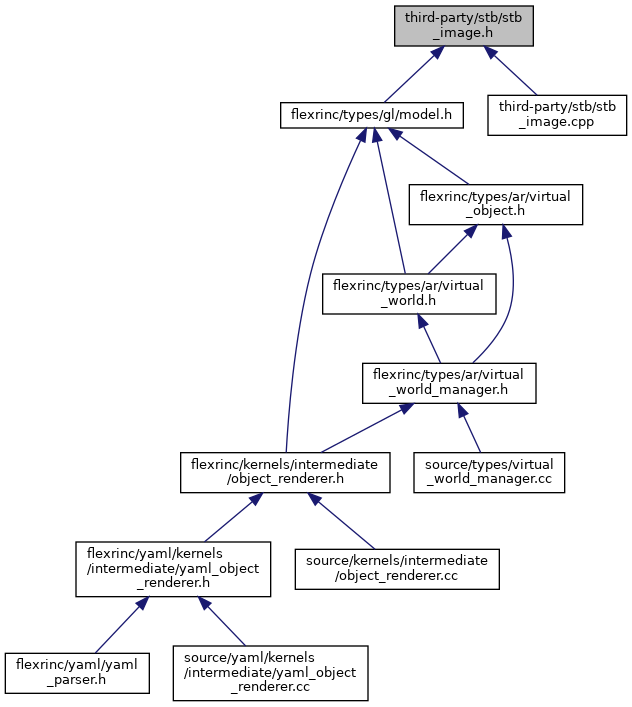 third-party/stb/stb
_image.h
flexrinc/types/gl/model.h
third-party/stb/stb
_image.cpp
flexrinc/types/ar/virtual
_object.h
flexrinc/types/ar/virtual
_world.h
flexrinc/types/ar/virtual
_world_manager.h
flexrinc/kernels/intermediate
/object_renderer.h
source/types/virtual
_world_manager.cc
flexrinc/yaml/kernels
/intermediate/yaml_object
_renderer.h
source/kernels/intermediate
/object_renderer.cc
flexrinc/yaml/yaml
_parser.h
source/yaml/kernels
/intermediate/yaml_object
_renderer.cc